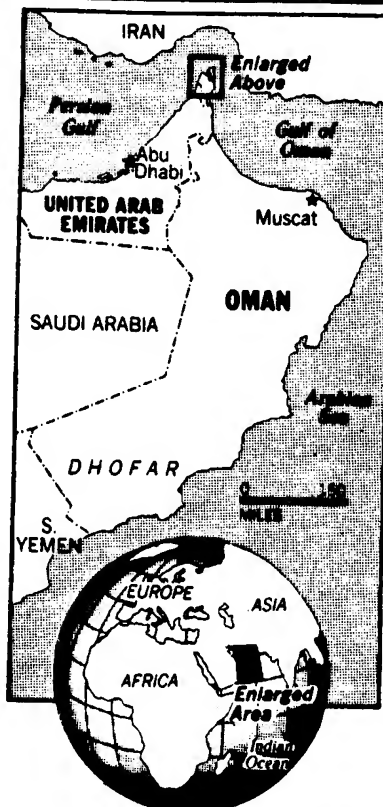 IRAN
Enlarged
Above
Persian
Gulf
Gulf of
Oman
Abu
Dhabi
UNITED ARAB
EMIRATES
Muscat
OMAN
SAUDI ARABIA
Arabian
Sea
DHOFAR
0
MILES
S.
YEMEN
EUROPE
ASIA
AFRICA
Enlarged
Area
Indian
Ocean